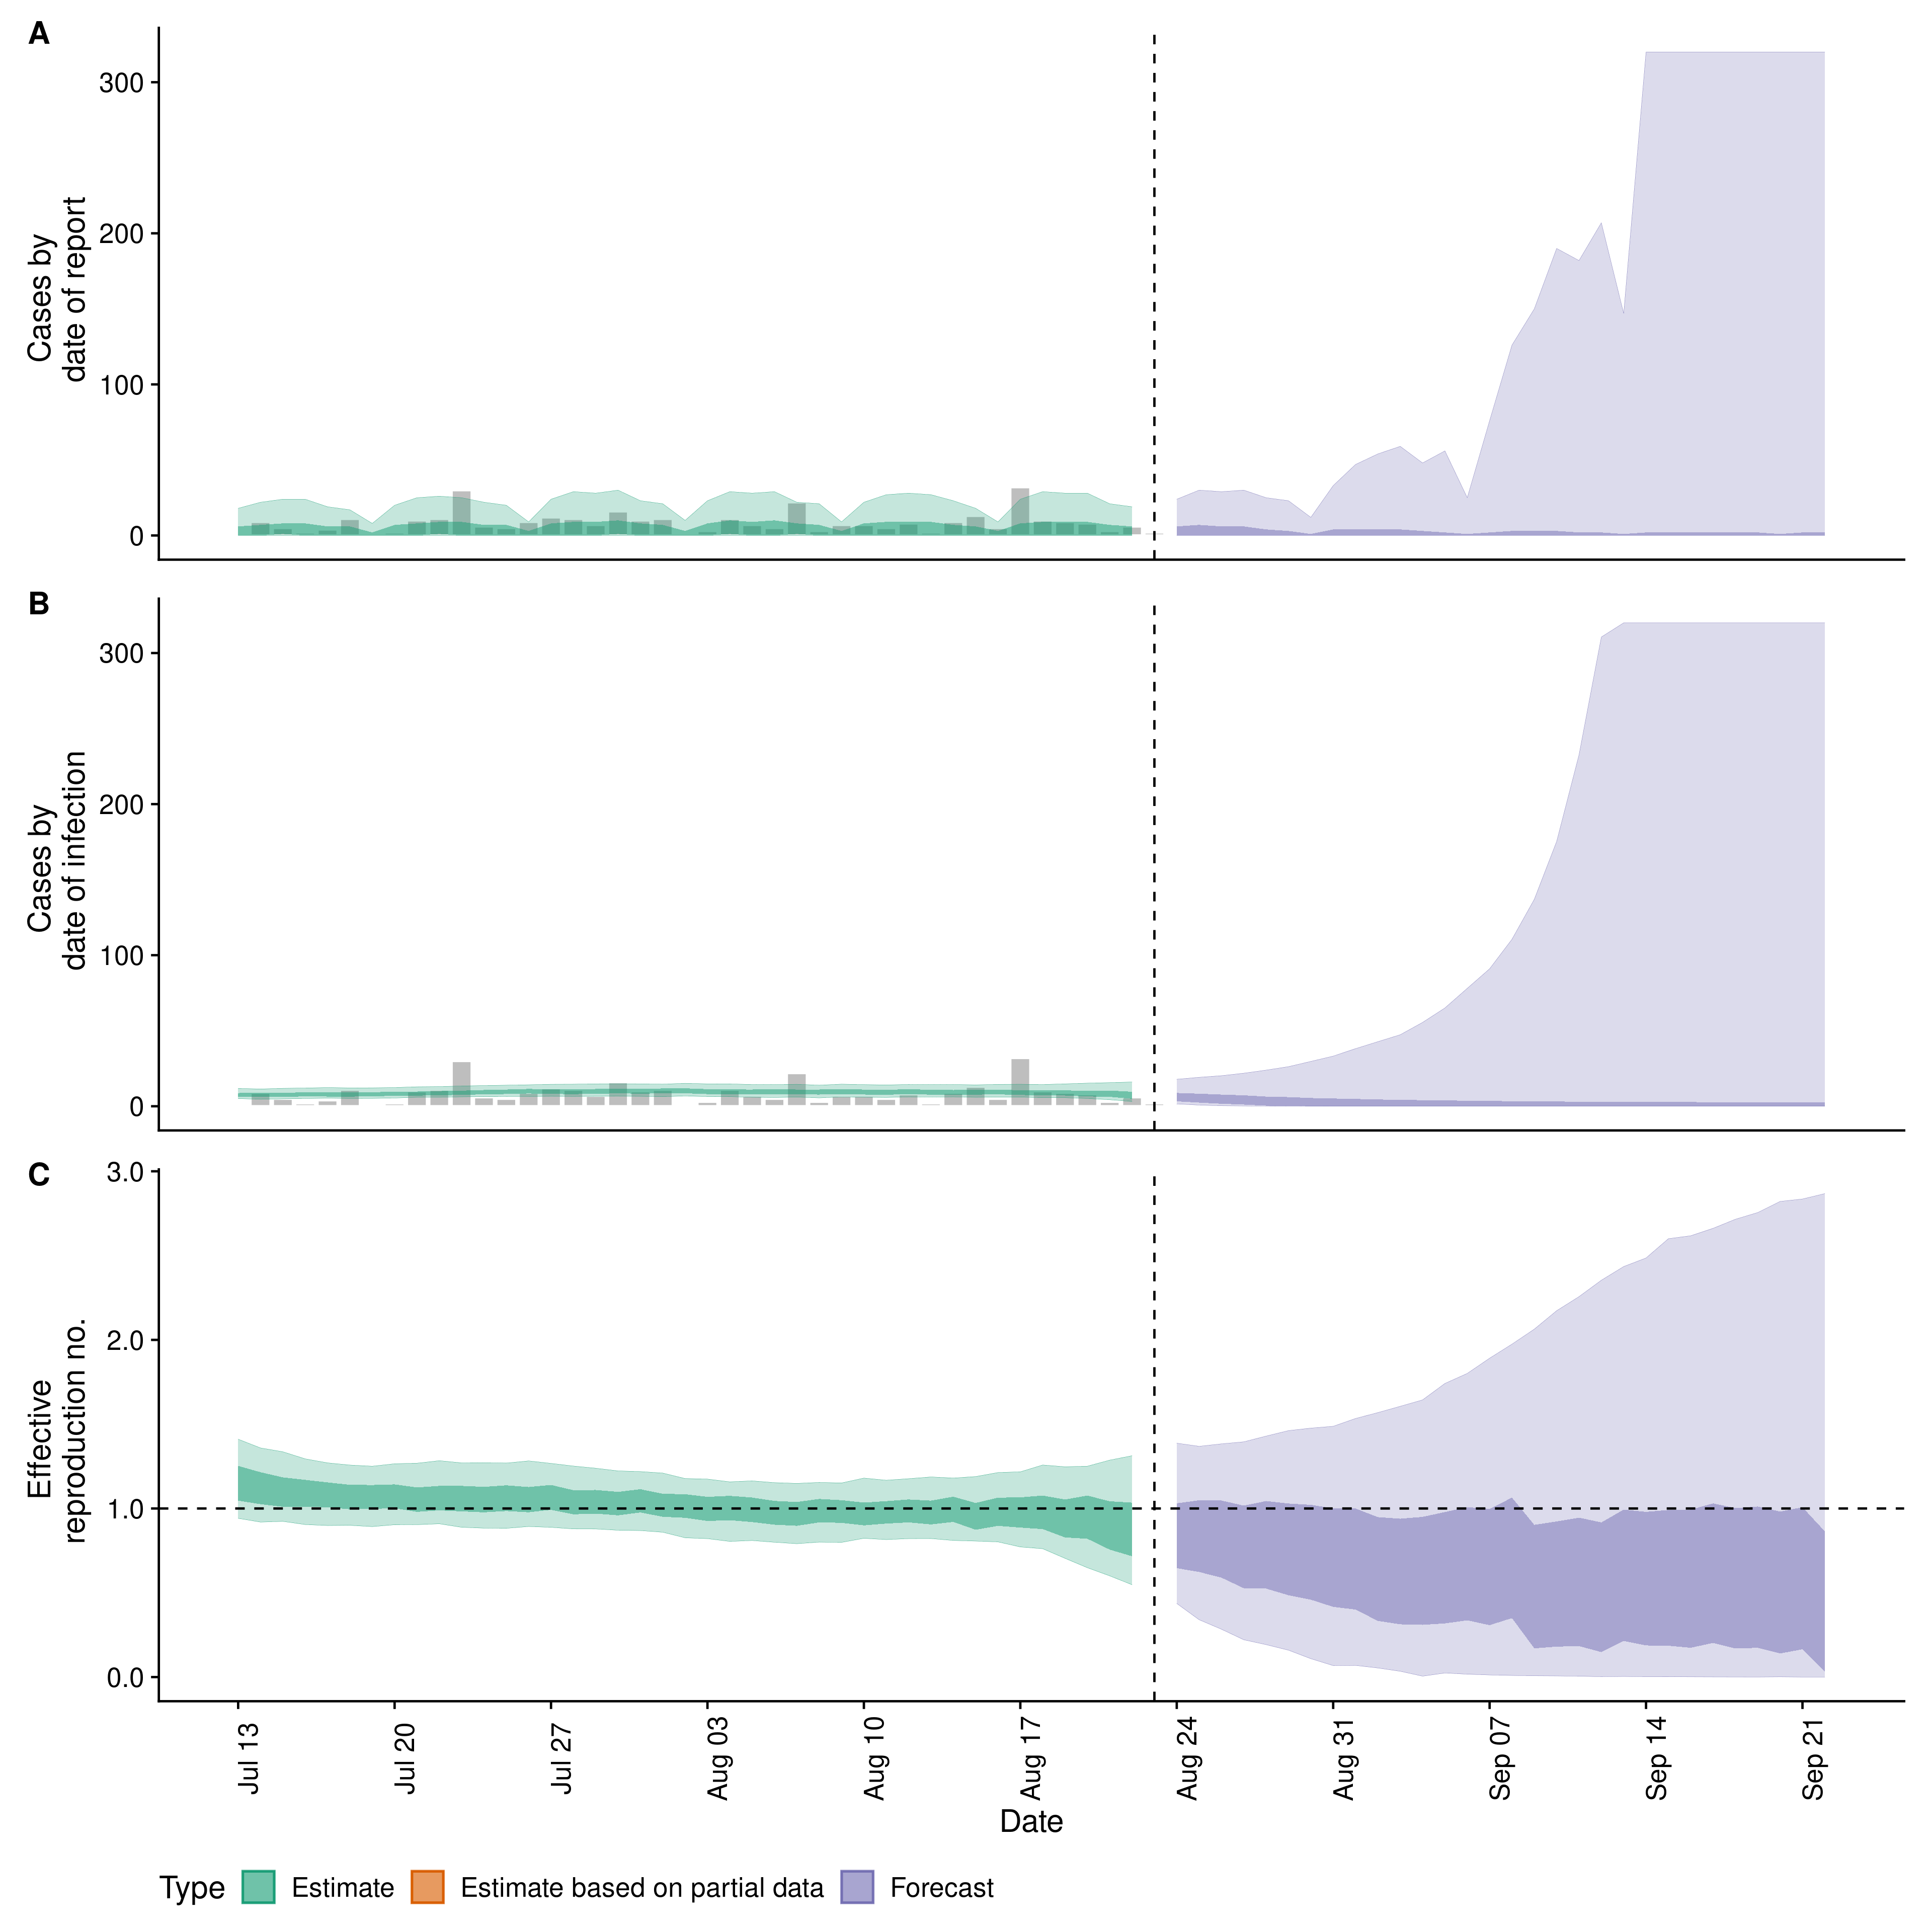 A
Cases by
date of report
300
200
100
0
B
Cases by
date of infection
300
200
100
0
C
Effective
reproduction no.
3.0
2.0
1.0
0.0
Jul 13
Jul 20
Jul 27
Aug 03
Aug 10
Aug 17
Aug 24
Aug 31
Sep 07
Sep 14
Sep 21
Date
Type Estimate Estimate based on partial data Forecast